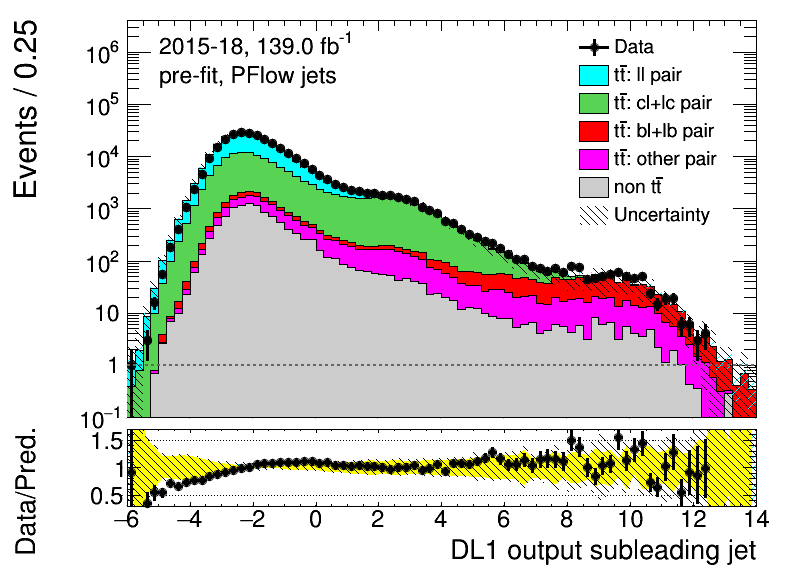 2015-18, 139.0 fb⁻¹
pre-fit, PFlow jets
Data
tt̄: ll pair
tt̄: cl+lc pair
tt̄: bl+lb pair
tt̄: other pair
non tt̄
Uncertainty
Events / 0.25
10⁶
10⁵
10⁴
10³
10²
10
1
10⁻¹
Data/Pred.
1.5
1
0.5
−6 −4 −2 0 2 4 6 8 10 12 14
DL1 output subleading jet